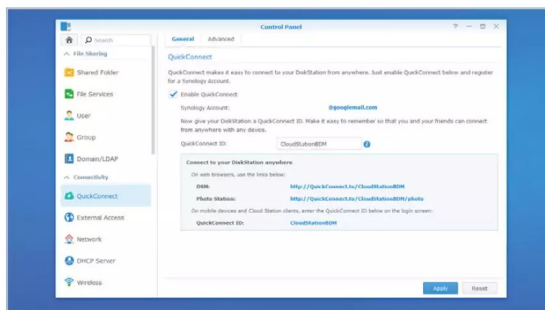 Control Panel
Search
General Advanced
File Sharing
Shared Folder
File Services
User
Group
Domain/LDAP
Connectivity
QuickConnect
External Access
Network
DHCP Server
Wireless
QuickConnect
QuickConnect makes it easy to connect to your DiskStation from anywhere. Just enable QuickConnect below and register
for a Synology Account.
Enable QuickConnect
Synology Account: @googlemail.com
Now give your DiskStation a QuickConnect ID. Make it easy to remember so that you and your friends can connect
from anywhere with any device.
QuickConnect ID: CloudStationBDM
Connect to your DiskStation anywhere
On web browsers, use the links below:
DSM: http://QuickConnect.to/CloudStationBDM
Photo Station: http://QuickConnect.to/CloudStationBDM/photo
On mobile devices and Cloud Station clients, enter the QuickConnect ID below on the login screen:
QuickConnect ID: CloudStationBDM
Apply Reset